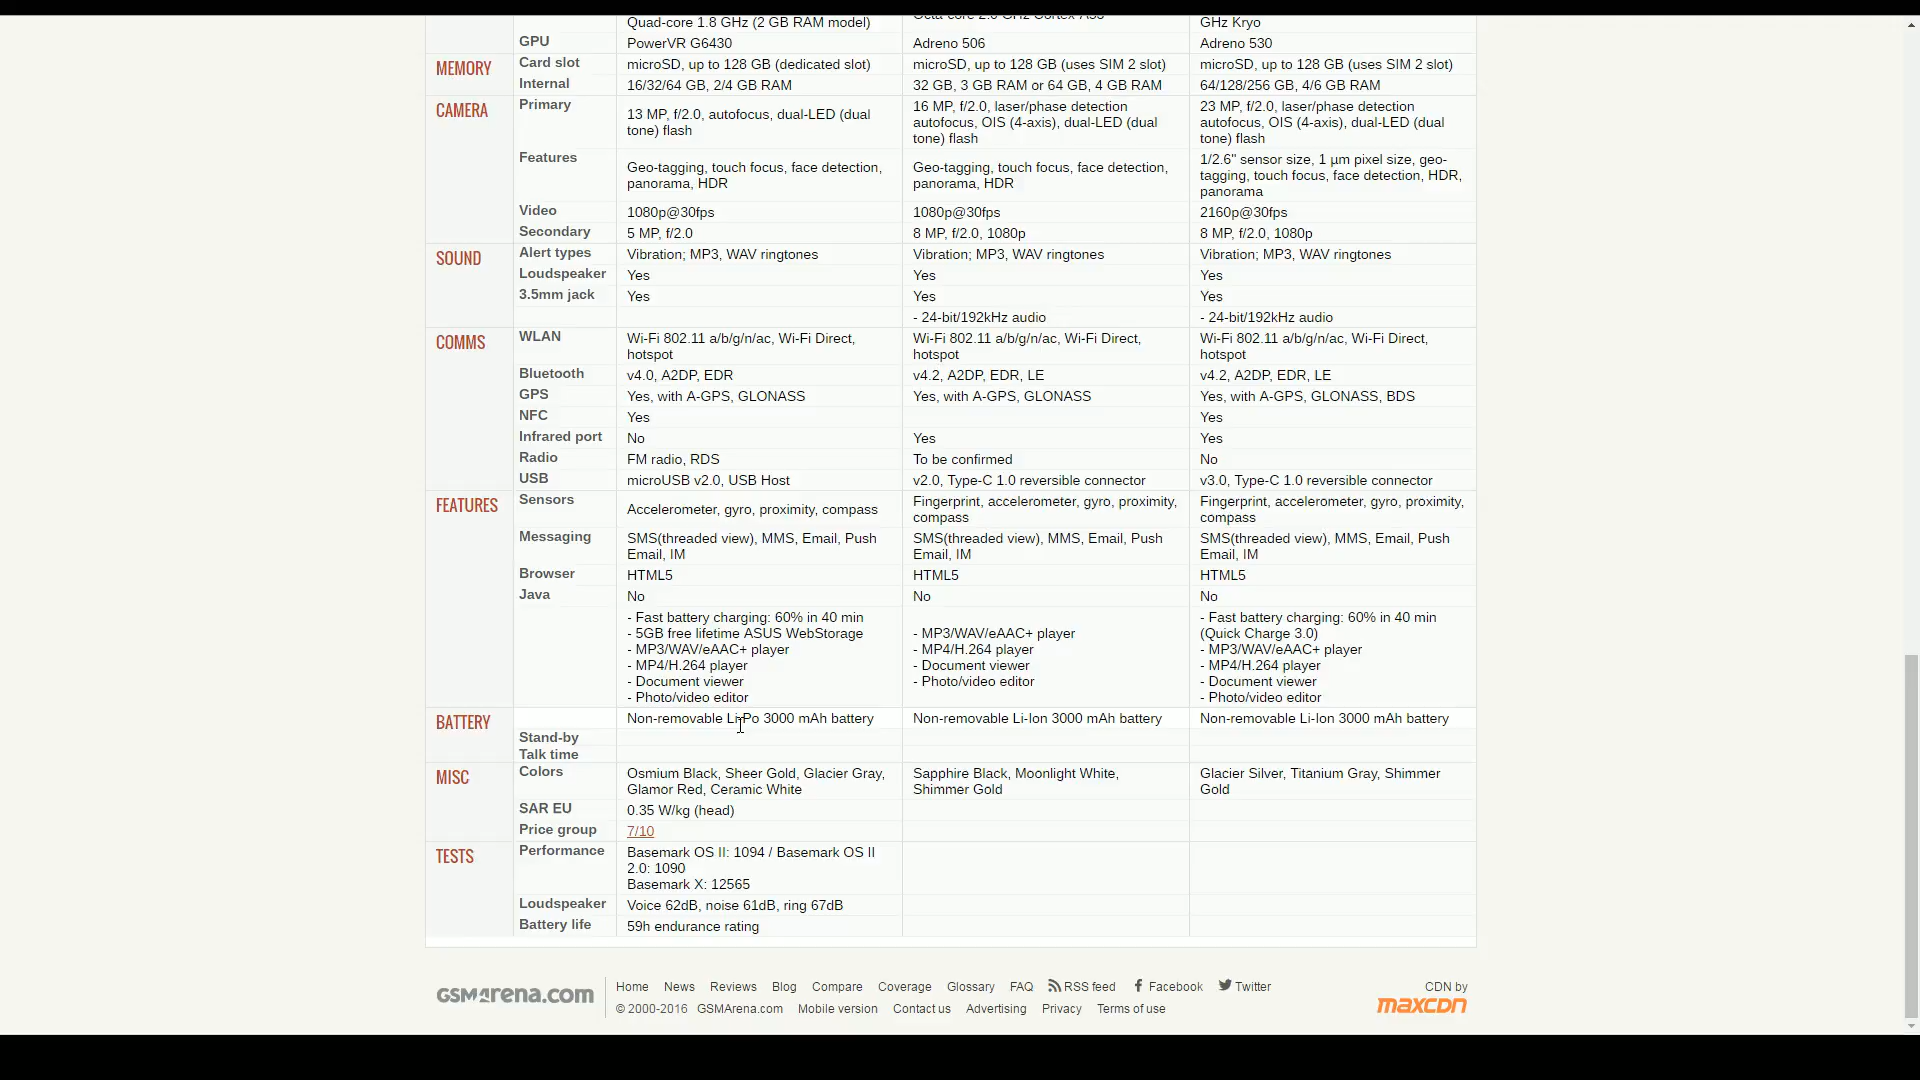 Quad-core 1.8 GHz (2 GB RAM model) Octa-core 2.0 GHz Cortex-A53 GHz Kryo
GPU PowerVR G6430 Adreno 506 Adreno 530
MEMORY Card slot microSD, up to 128 GB (dedicated slot) microSD, up to 128 GB (uses SIM 2 slot) microSD, up to 128 GB (uses SIM 2 slot)
Internal 16/32/64 GB, 2/4 GB RAM 32 GB, 3 GB RAM or 64 GB, 4 GB RAM 64/128/256 GB, 4/6 GB RAM
CAMERA Primary 13 MP, f/2.0, autofocus, dual-LED (dual 16 MP, f/2.0, laser/phase detection 23 MP, f/2.0, laser/phase detection
tone) flash autofocus, OIS (4-axis), dual-LED (dual autofocus, OIS (4-axis), dual-LED (dual
tone) flash tone) flash
Features Geo-tagging, touch focus, face detection, Geo-tagging, touch focus, face detection, 1/2.6" sensor size, 1 µm pixel size, geo-
panorama, HDR panorama, HDR tagging, touch focus, face detection, HDR,
panorama
Video 1080p@30fps 1080p@30fps 2160p@30fps
Secondary 5 MP, f/2.0 8 MP, f/2.0, 1080p 8 MP, f/2.0, 1080p
SOUND Alert types Vibration; MP3, WAV ringtones Vibration; MP3, WAV ringtones Vibration; MP3, WAV ringtones
Loudspeaker Yes Yes Yes
3.5mm jack Yes Yes Yes
- 24-bit/192kHz audio - 24-bit/192kHz audio
COMMS WLAN Wi-Fi 802.11 a/b/g/n/ac, Wi-Fi Direct, Wi-Fi 802.11 a/b/g/n/ac, Wi-Fi Direct, Wi-Fi 802.11 a/b/g/n/ac, Wi-Fi Direct,
hotspot hotspot hotspot
Bluetooth v4.0, A2DP, EDR v4.2, A2DP, EDR, LE v4.2, A2DP, EDR, LE
GPS Yes, with A-GPS, GLONASS Yes, with A-GPS, GLONASS Yes, with A-GPS, GLONASS, BDS
NFC Yes Yes
Infrared port No Yes Yes
Radio FM radio, RDS To be confirmed No
USB microUSB v2.0, USB Host v2.0, Type-C 1.0 reversible connector v3.0, Type-C 1.0 reversible connector
FEATURES Sensors Accelerometer, gyro, proximity, compass Fingerprint, accelerometer, gyro, proximity, Fingerprint, accelerometer, gyro, proximity,
compass compass
Messaging SMS(threaded view), MMS, Email, Push SMS(threaded view), MMS, Email, Push SMS(threaded view), MMS, Email, Push
Email, IM Email, IM Email, IM
Browser HTML5 HTML5 HTML5
Java No No No
- Fast battery charging: 60% in 40 min - Fast battery charging: 60% in 40 min
- 5GB free lifetime ASUS WebStorage - MP3/WAV/eAAC+ player (Quick Charge 3.0)
- MP3/WAV/eAAC+ player - MP4/H.264 player - MP3/WAV/eAAC+ player
- MP4/H.264 player - Document viewer - MP4/H.264 player
- Document viewer - Photo/video editor - Document viewer
- Photo/video editor - Photo/video editor
BATTERY Non-removable Li-Po 3000 mAh battery Non-removable Li-Ion 3000 mAh battery Non-removable Li-Ion 3000 mAh battery
Stand-by
Talk time
MISC Colors Osmium Black, Sheer Gold, Glacier Gray, Sapphire Black, Moonlight White, Glacier Silver, Titanium Gray, Shimmer
Glamor Red, Ceramic White Shimmer Gold Gold
SAR EU 0.35 W/kg (head)
Price group 7/10
TESTS Performance Basemark OS II: 1094 / Basemark OS II
2.0: 1090
Basemark X: 12565
Loudspeaker Voice 62dB, noise 61dB, ring 67dB
Battery life 59h endurance rating
GSMArena.com Home News Reviews Blog Compare Coverage Glossary FAQ RSS feed Facebook Twitter CDN by
© 2000-2016 GSMArena.com Mobile version Contact us Advertising Privacy Terms of use maxcdn